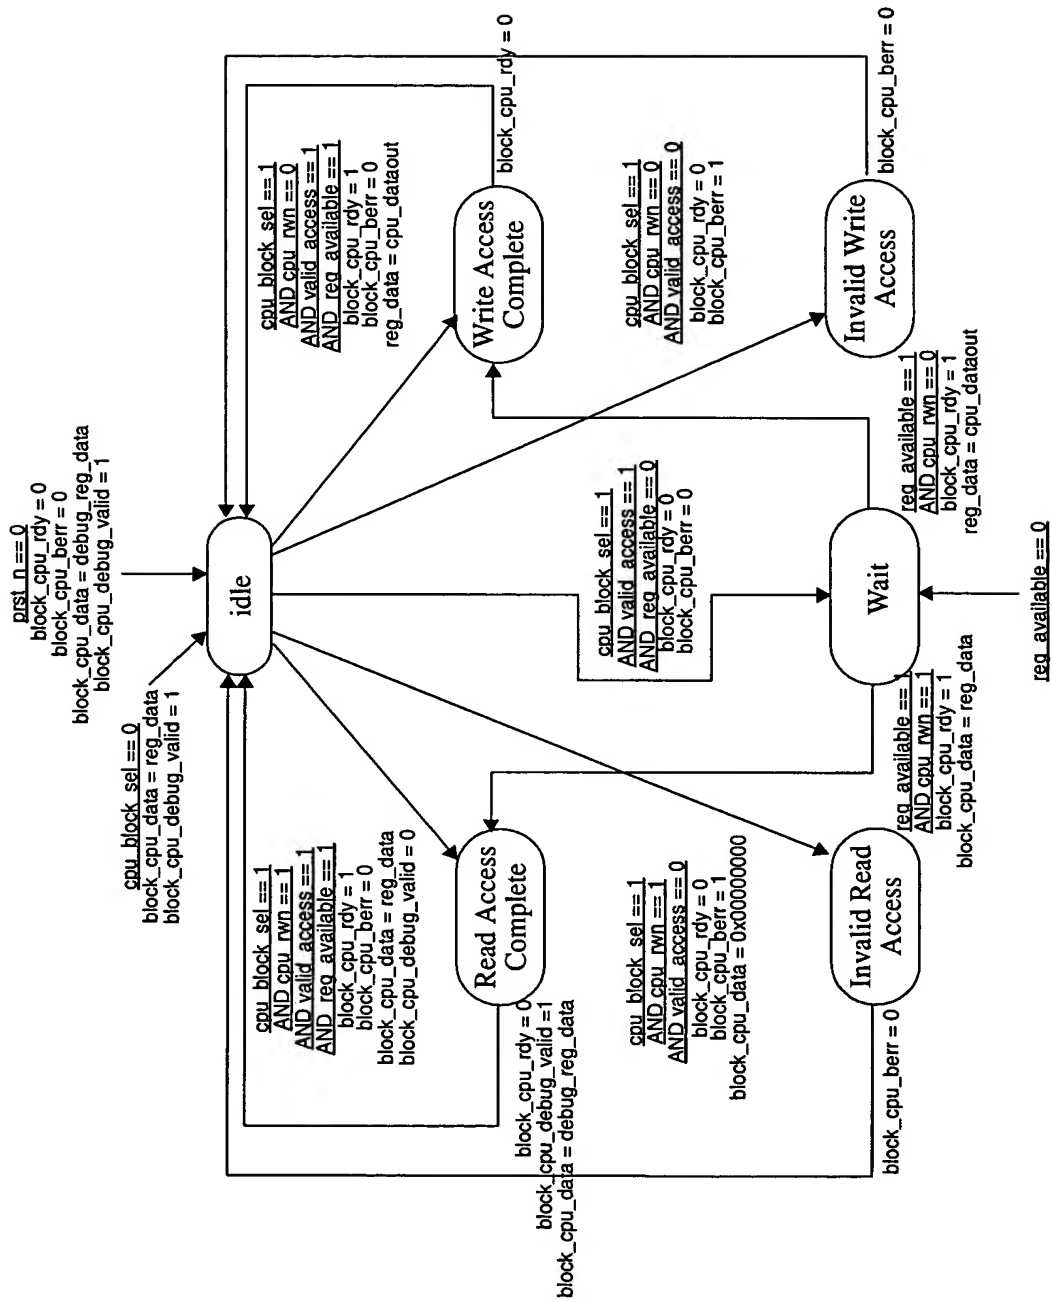 prst_n == 0
block_cpu_rdy = 0
block_cpu_berr = 0
block_cpu_data = debug_reg_data
block_cpu_debug_valid = 1
cpu_block_sel == 0
block_cpu_data = reg_data
block_cpu_debug_valid = 1
idle
cpu_block_sel == 1
AND cpu_rwn == 1
AND valid_access == 1
AND reg_available == 1
block_cpu_rdy = 1
block_cpu_berr = 0
block_cpu_data = reg_data
block_cpu_debug_valid = 0
Read Access
Complete
block_cpu_rdy = 0
block_cpu_debug_valid =1
block_cpu_data = debug_reg_data
cpu_block_sel == 1
AND cpu_rwn == 0
AND valid_access == 1
AND reg_available == 1
block_cpu_rdy = 1
block_cpu_berr = 0
reg_data = cpu_dataout
Write Access
Complete
block_cpu_rdy = 0
cpu_block_sel == 1
AND valid_access == 1
AND reg_available == 0
block_cpu_rdy = 0
block_cpu_berr = 0
cpu_block_sel == 1
AND cpu_rwn == 1
AND valid_access == 0
block_cpu_rdy = 0
block_cpu_berr = 1
block_cpu_data = 0x00000000
Invalid Read
Access
block_cpu_berr = 0
cpu_block_sel == 1
AND cpu_rwn == 0
AND valid_access == 0
block_cpu_rdy = 0
block_cpu_berr = 1
Invalid Write
Access
block_cpu_berr = 0
Wait
reg_available == 1
AND cpu_rwn == 1
block_cpu_rdy = 1
block_cpu_data = reg_data
reg_available == 1
AND cpu_rwn == 0
block_cpu_rdy = 1
reg_data = cpu_dataout
reg_available == 0